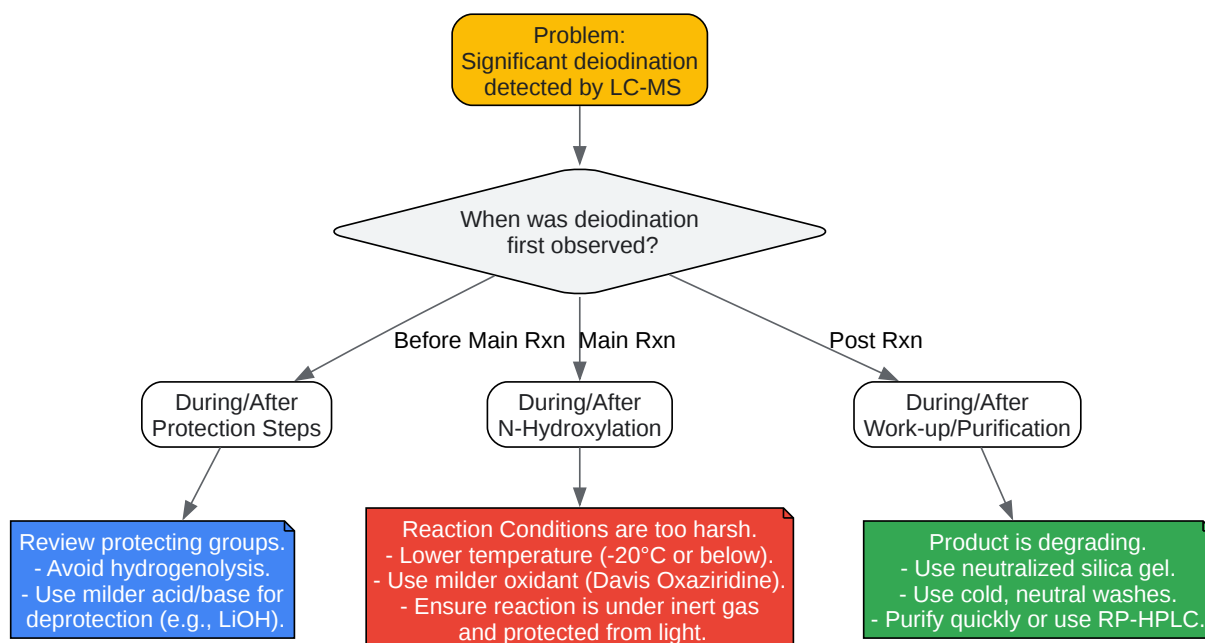 Problem:
Significant deiodination
detected by LC-MS
When was deiodination
first observed?
Before Main Rxn
Main Rxn
Post Rxn
During/After
Protection Steps
During/After
N-Hydroxylation
During/After
Work-up/Purification
Review protecting groups.
- Avoid hydrogenolysis.
- Use milder acid/base for
deprotection (e.g., LiOH).
Reaction Conditions are too harsh.
- Lower temperature (-20°C or below).
- Use milder oxidant (Davis Oxaziridine).
- Ensure reaction is under inert gas
and protected from light.
Product is degrading.
- Use neutralized silica gel.
- Use cold, neutral washes.
- Purify quickly or use RP-HPLC.